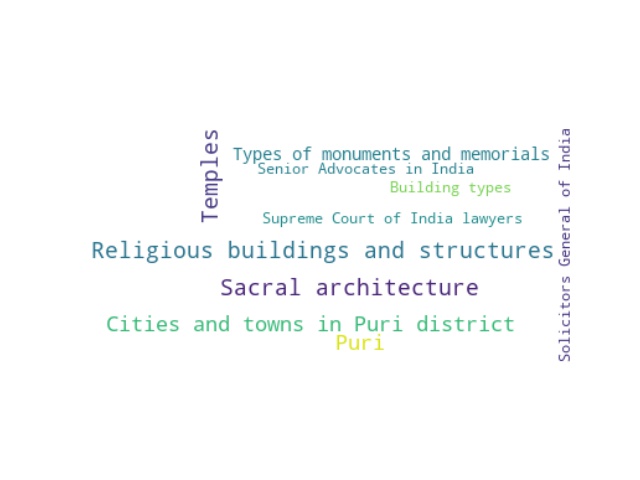 Temples
Types of monuments and memorials
Senior Advocates in India
Building types
Supreme Court of India lawyers
Religious buildings and structures
Sacral architecture
Cities and towns in Puri district
Puri
Solicitors General of India